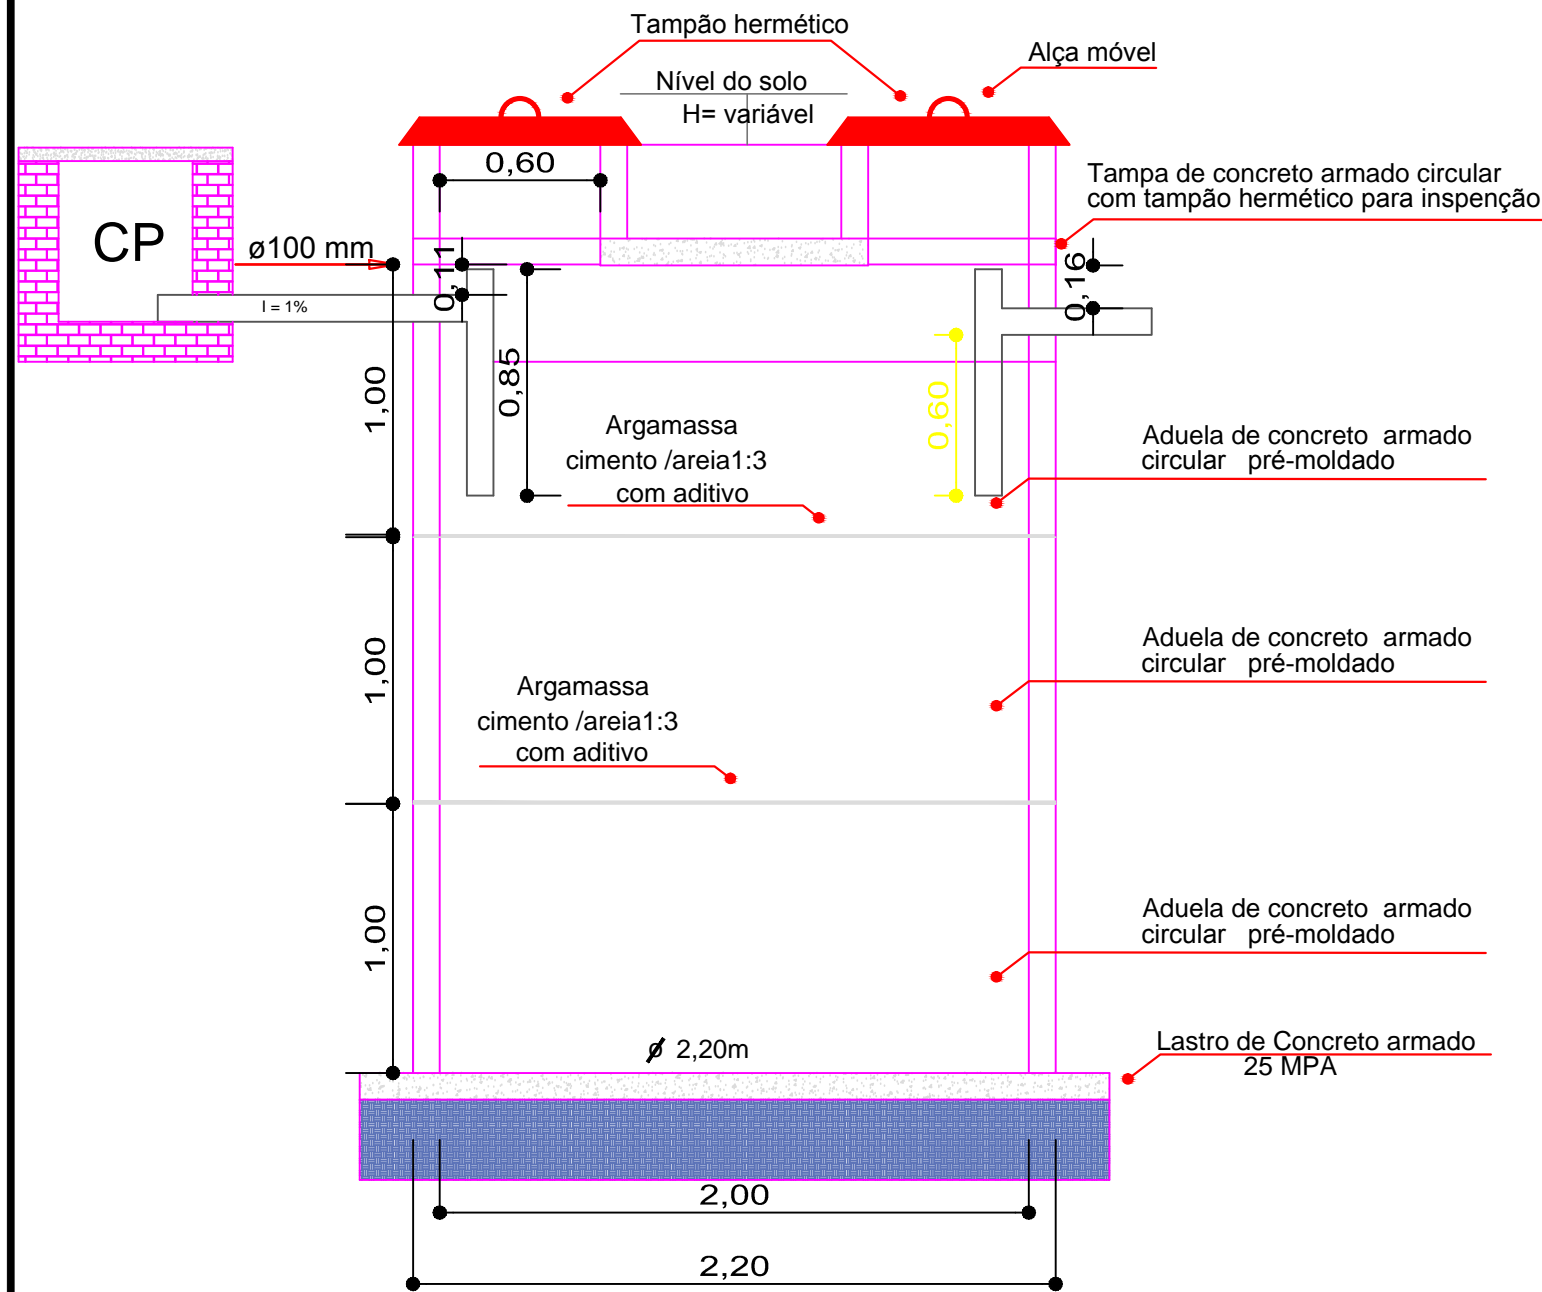 Tampão hermético
Alça móvel
Nível do solo
H= variável
0,60
Tampa de concreto armado circular
com tampão hermético para inspenção
CP
ø100 mm
0,11
0,16
I = 1%
1,00
0,85
0,60
Argamassa
cimento /areia1:3
com aditivo
Aduela de concreto armado
circular pré-moldado
1,00
Aduela de concreto armado
circular pré-moldado
Argamassa
cimento /areia1:3
com aditivo
1,00
Aduela de concreto armado
circular pré-moldado
ø 2,20m
Lastro de Concreto armado
25 MPA
2,00
2,20